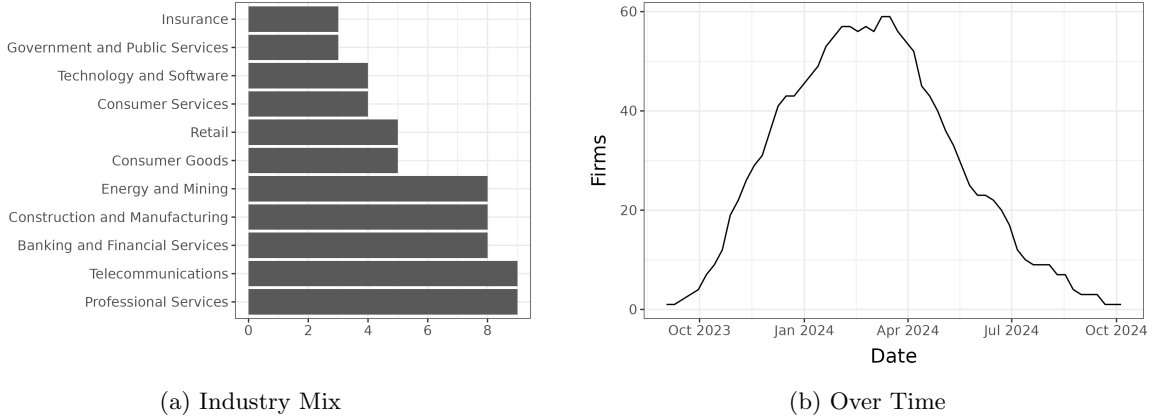 Insurance
Government and Public Services
Technology and Software
Consumer Services
Retail
Consumer Goods
Energy and Mining
Construction and Manufacturing
Banking and Financial Services
Telecommunications
Professional Services
0 2 4 6 8
(a) Industry Mix
60
40
20
0
Firms
Oct 2023 Jan 2024 Apr 2024 Jul 2024 Oct 2024
Date
(b) Over Time